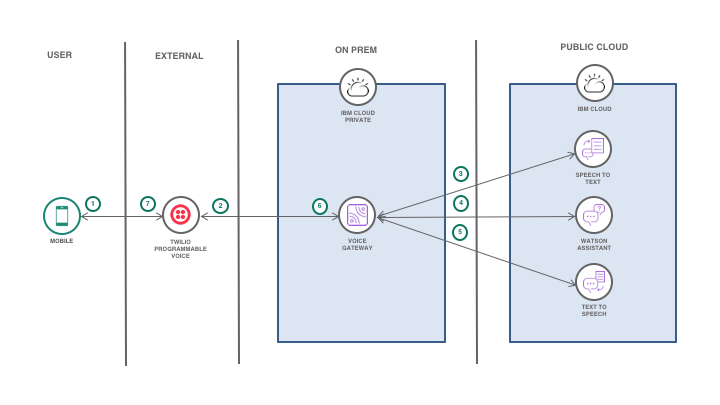 USER
EXTERNAL
ON PREM
PUBLIC CLOUD
IBM CLOUD
PRIVATE
IBM CLOUD
SPEECH TO
TEXT
3
1
7
2
6
4
5
?
MOBILE
TWILIO
PROGRAMMABLE
VOICE
VOICE
GATEWAY
WATSON
ASSISTANT
TEXT TO
SPEECH